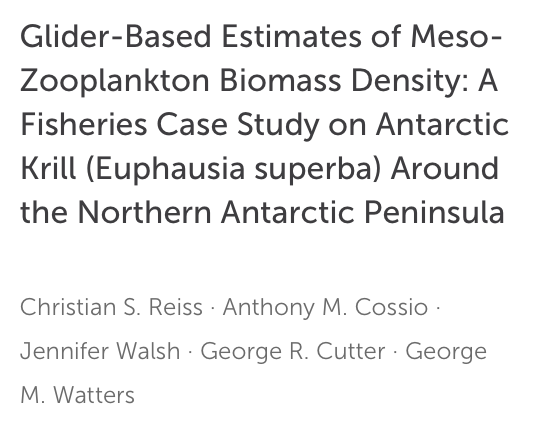 Glider-Based Estimates of Meso-
Zooplankton Biomass Density: A
Fisheries Case Study on Antarctic
Krill (Euphausia superba) Around
the Northern Antarctic Peninsula
Christian S. Reiss · Anthony M. Cossio ·
Jennifer Walsh · George R. Cutter · George
M. Watters